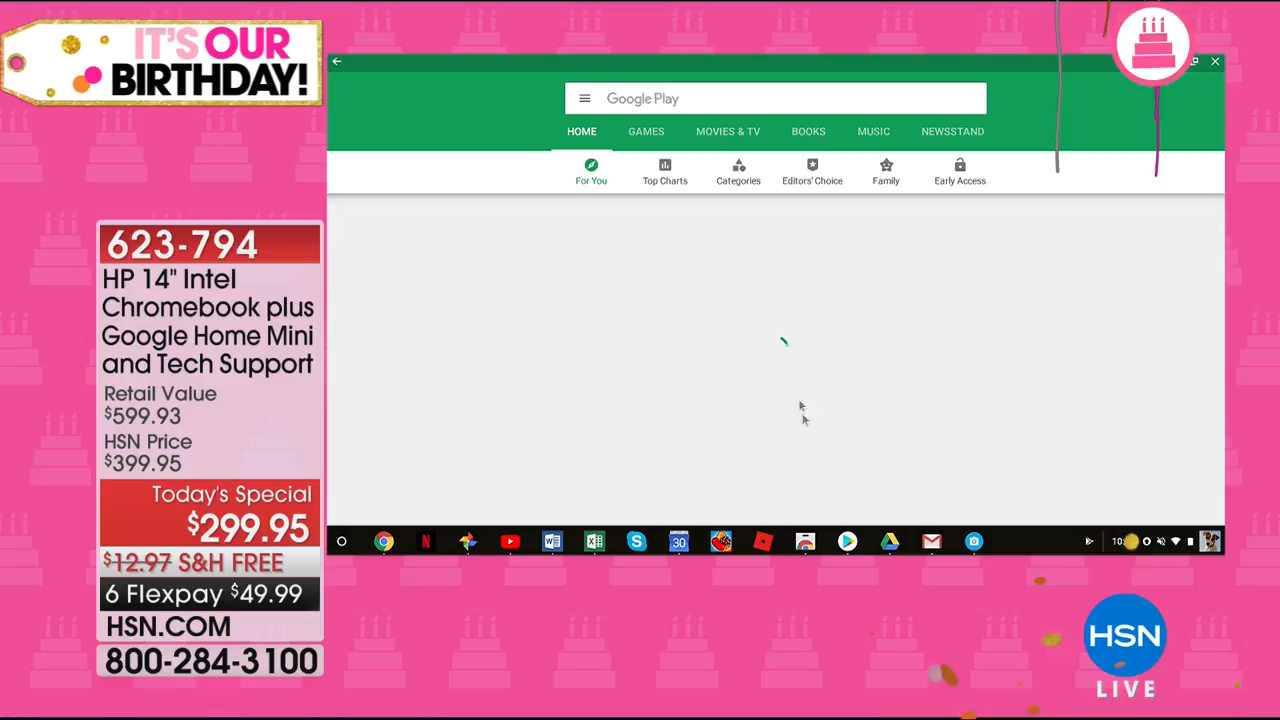 IT'S OUR
BIRTHDAY!
Google Play
HOME GAMES MOVIES & TV BOOKS MUSIC NEWSSTAND
For You Top Charts Categories Editors' Choice Family Early Access
623-794
HP 14" Intel
Chromebook plus
Google Home Mini
and Tech Support
Retail Value
$599.93
HSN Price
$399.95
Today's Special
$299.95
$12.97 S&H FREE
6 Flexpay $49.99
HSN.COM
800-284-3100
N W X S 30
HSN
LIVE